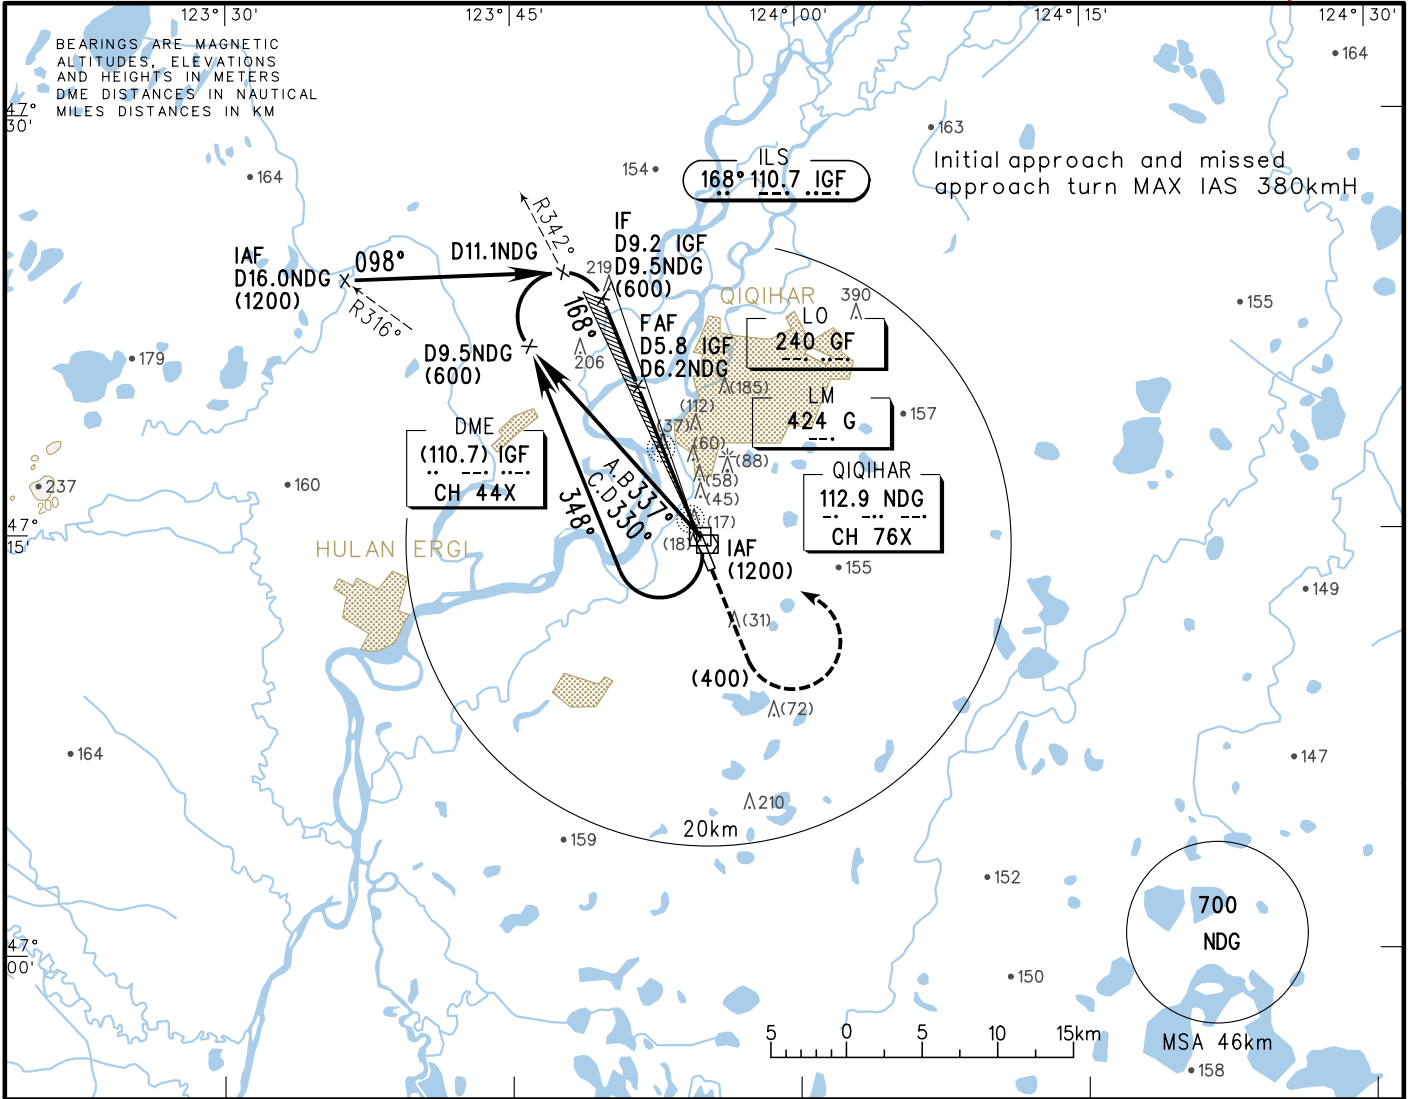 123° 30'
123° 45'
124° 00'
124° 15'
124° 30'
BEARINGS ARE MAGNETIC
ALTITUDES, ELEVATIONS
AND HEIGHTS IN METERS
DME DISTANCES IN NAUTICAL
MILES DISTANCES IN KM
47°
30'
164
163
154
164
ILS
168° 110.7 IGF
Initial approach and missed
approach turn MAX IAS 380kmH
R342°
IF
D9.2 IGF
D9.5NDG
(600)
219
IAF
D16.0NDG
(1200)
098°
D11.1NDG
R316°
168°
QIQIHAR
390
155
LO
240 GF
FAF
D5.8 IGF
D6.2NDG
D9.5NDG
(600)
206
179
(185)
LM
424 G
157
(112)
(37)
(60)
(88)
(58)
(45)
(17)
(18)
DME
(110.7) IGF
CH 44X
A.B337°
C.D330°
348°
QIQIHAR
112.9 NDG
CH 76X
237
200
160
47°
15'
HULAN ERGI
IAF
(1200)
155
149
(31)
(400)
(72)
164
147
210
20km
159
152
700
NDG
47°
00'
150
5 0 5 10 15km
MSA 46km
158